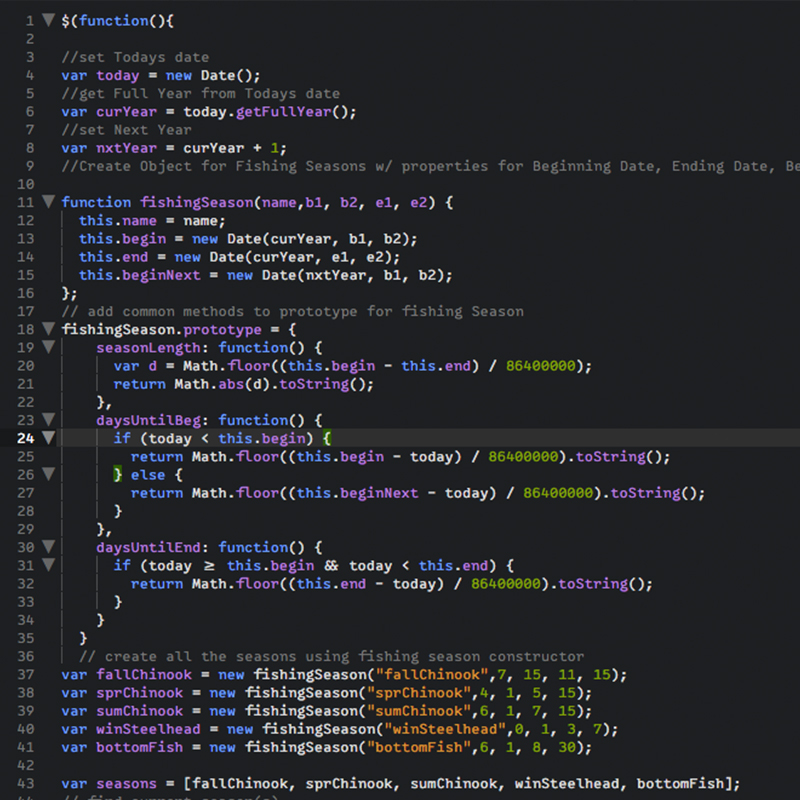 1 $(function(){
2
3 //set Todays date
4 var today = new Date();
5 //get Full Year from Todays date
6 var curYear = today.getFullYear();
7 //set Next Year
8 var nxtYear = curYear + 1;
9 //Create Object for Fishing Seasons w/ properties for Beginning Date, Ending Date, Be
10
11 function fishingSeason(name,b1, b2, e1, e2) {
12 this.name = name;
13 this.begin = new Date(curYear, b1, b2);
14 this.end = new Date(curYear, e1, e2);
15 this.beginNext = new Date(nxtYear, b1, b2);
16 };
17 // add common methods to prototype for fishing Season
18 fishingSeason.prototype = {
19 seasonLength: function() {
20 var d = Math.floor((this.begin - this.end) / 86400000);
21 return Math.abs(d).toString();
22 },
23 daysUntilBeg: function() {
24 if (today < this.begin) {
25 return Math.floor((this.begin - today) / 86400000).toString();
26 } else {
27 return Math.floor((this.beginNext - today) / 86400000).toString();
28 }
29 },
30 daysUntilEnd: function() {
31 if (today ≥ this.begin && today < this.end) {
32 return Math.floor((this.end - today) / 86400000).toString();
33 }
34 }
35 }
36 // create all the seasons using fishing season constructor
37 var fallChinook = new fishingSeason("fallChinook",7, 15, 11, 15);
38 var sprChinook = new fishingSeason("sprChinook",4, 1, 5, 15);
39 var sumChinook = new fishingSeason("sumChinook",6, 1, 7, 15);
40 var winSteelhead = new fishingSeason("winSteelhead",0, 1, 3, 7);
41 var bottomFish = new fishingSeason("bottomFish",6, 1, 8, 30);
42
43 var seasons = [fallChinook, sprChinook, sumChinook, winSteelhead, bottomFish];